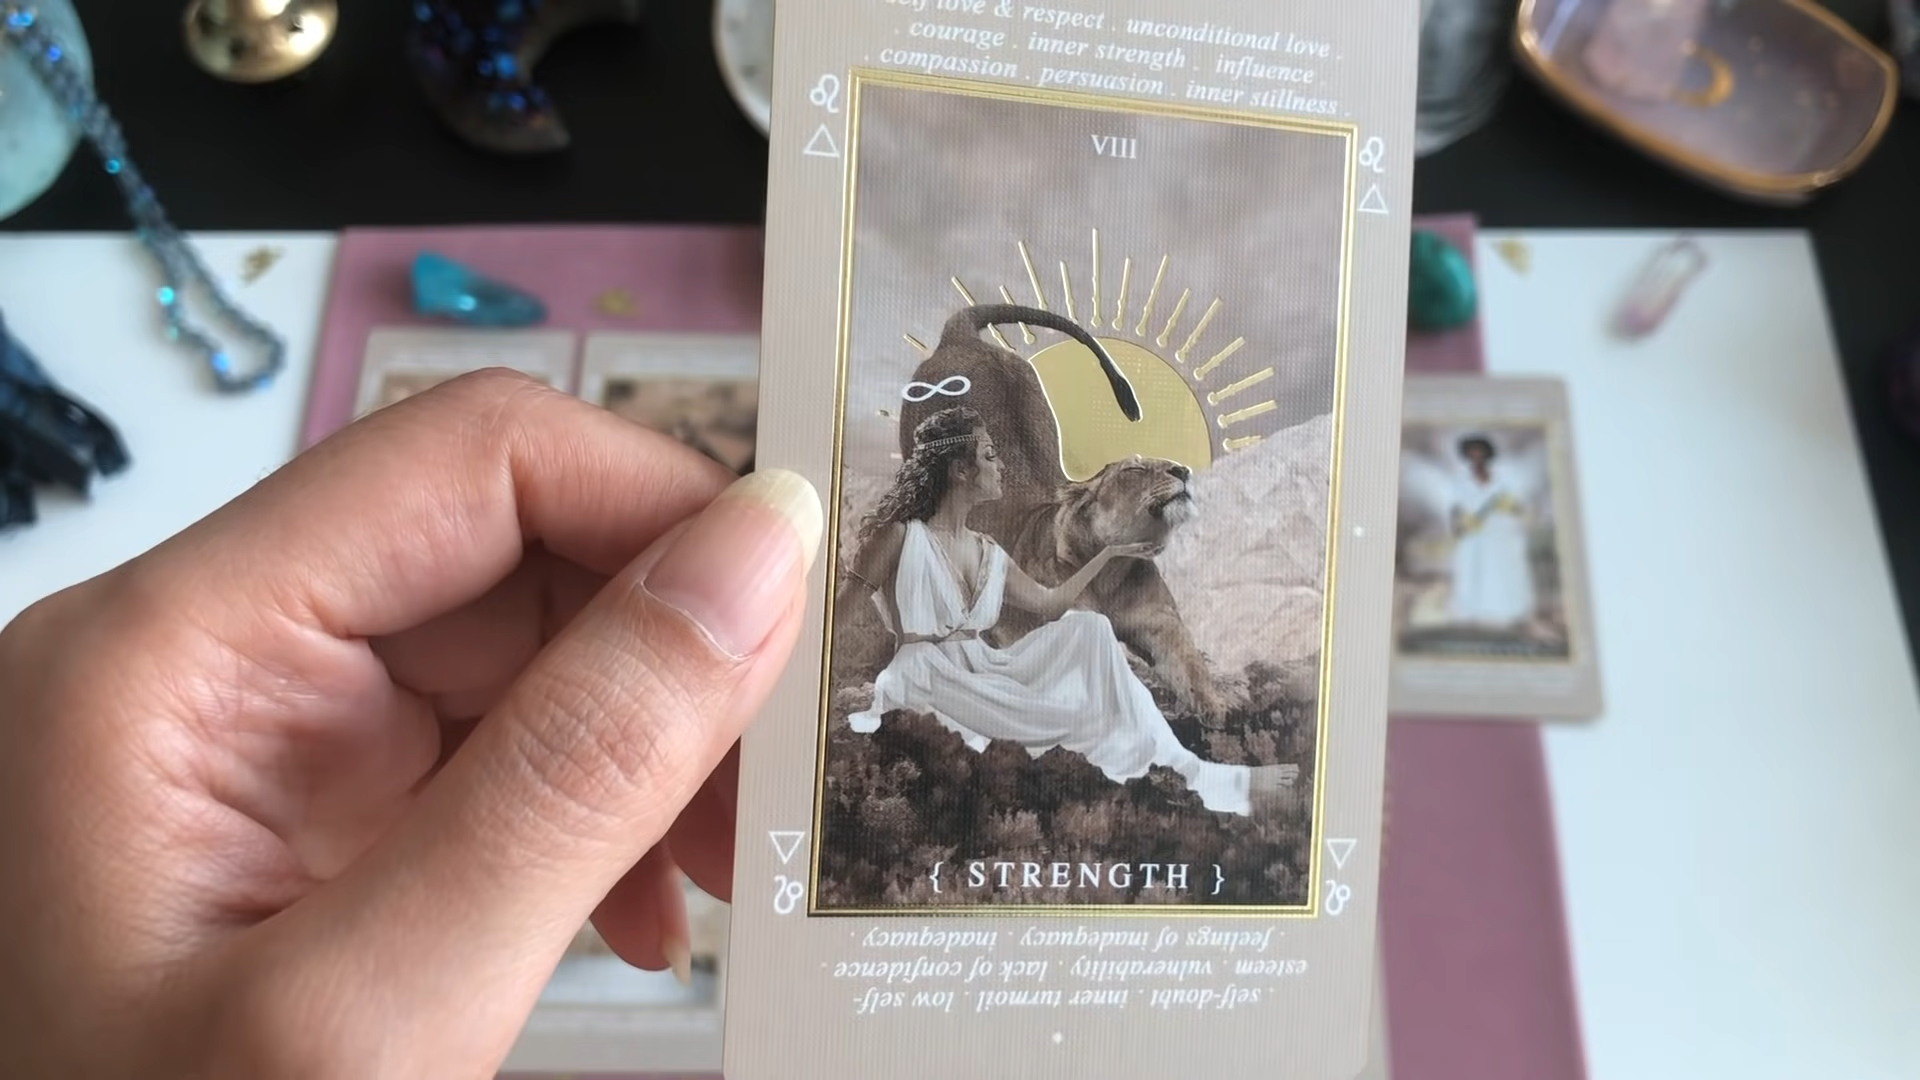 self love & respect . unconditional love .
. courage . inner strength . influence .
. compassion . persuasion . inner stillness .
VIII
{ STRENGTH }
. self-doubt . inner turmoil . low self-
esteem . vulnerability . lack of confidence .
. feelings of inadequacy . inadequacy .